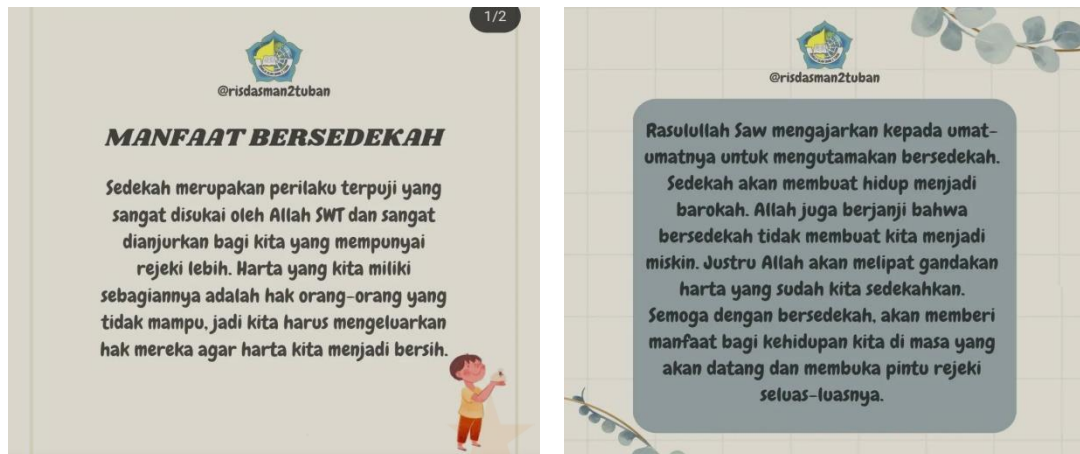 1/2
@risdasman2tuban
MANFAAT BERSEDEKAH
Sedekah merupakan perilaku terpuji yang
sangat disukai oleh Allah SWT dan sangat
dianjurkan bagi kita yang mempunyai
rejeki lebih. Harta yang kita miliki
sebagiannya adalah hak orang-orang yang
tidak mampu, jadi kita harus mengeluarkan
hak mereka agar harta kita menjadi bersih.
@risdasman2tuban
Rasulullah Saw mengajarkan kepada umat-
umatnya untuk mengutamakan bersedekah.
Sedekah akan membuat hidup menjadi
barokah. Allah juga berjanji bahwa
bersedekah tidak membuat kita menjadi
miskin. Justru Allah akan melipat gandakan
harta yang sudah kita sedekahkan.
Semoga dengan bersedekah, akan memberi
manfaat bagi kehidupan kita di masa yang
akan datang dan membuka pintu rejeki
seluas-luasnya.